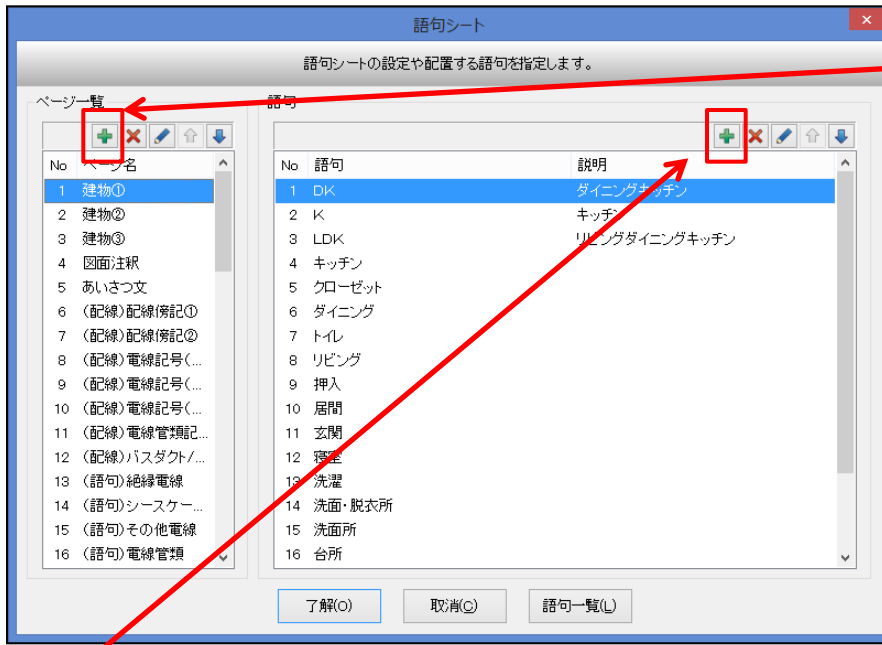 語句シート
語句シートの設定や配置する語句を指定します。
ページ一覧
No ページ名
1 建物①
2 建物②
3 建物③
4 図面注釈
5 あいさつ文
6 (配線)配線傍記①
7 (配線)配線傍記②
8 (配線)電線記号(...
9 (配線)電線記号(...
10 (配線)電線記号(...
11 (配線)電線管類記...
12 (配線)バスダクト/...
13 (語句)絶縁電線
14 (語句)シースケー...
15 (語句)その他電線
16 (語句)電線管類
語句
No 語句 説明
1 DK ダイニングキッチン
2 K キッチン
3 LDK リビングダイニングキッチン
4 キッチン
5 クローゼット
6 ダイニング
7 トイレ
8 リビング
9 押入
10 居間
11 玄関
12 寝室
13 洗濯
14 洗面・脱衣所
15 洗面所
16 台所
了解(O) 取消(C) 語句一覧(L)